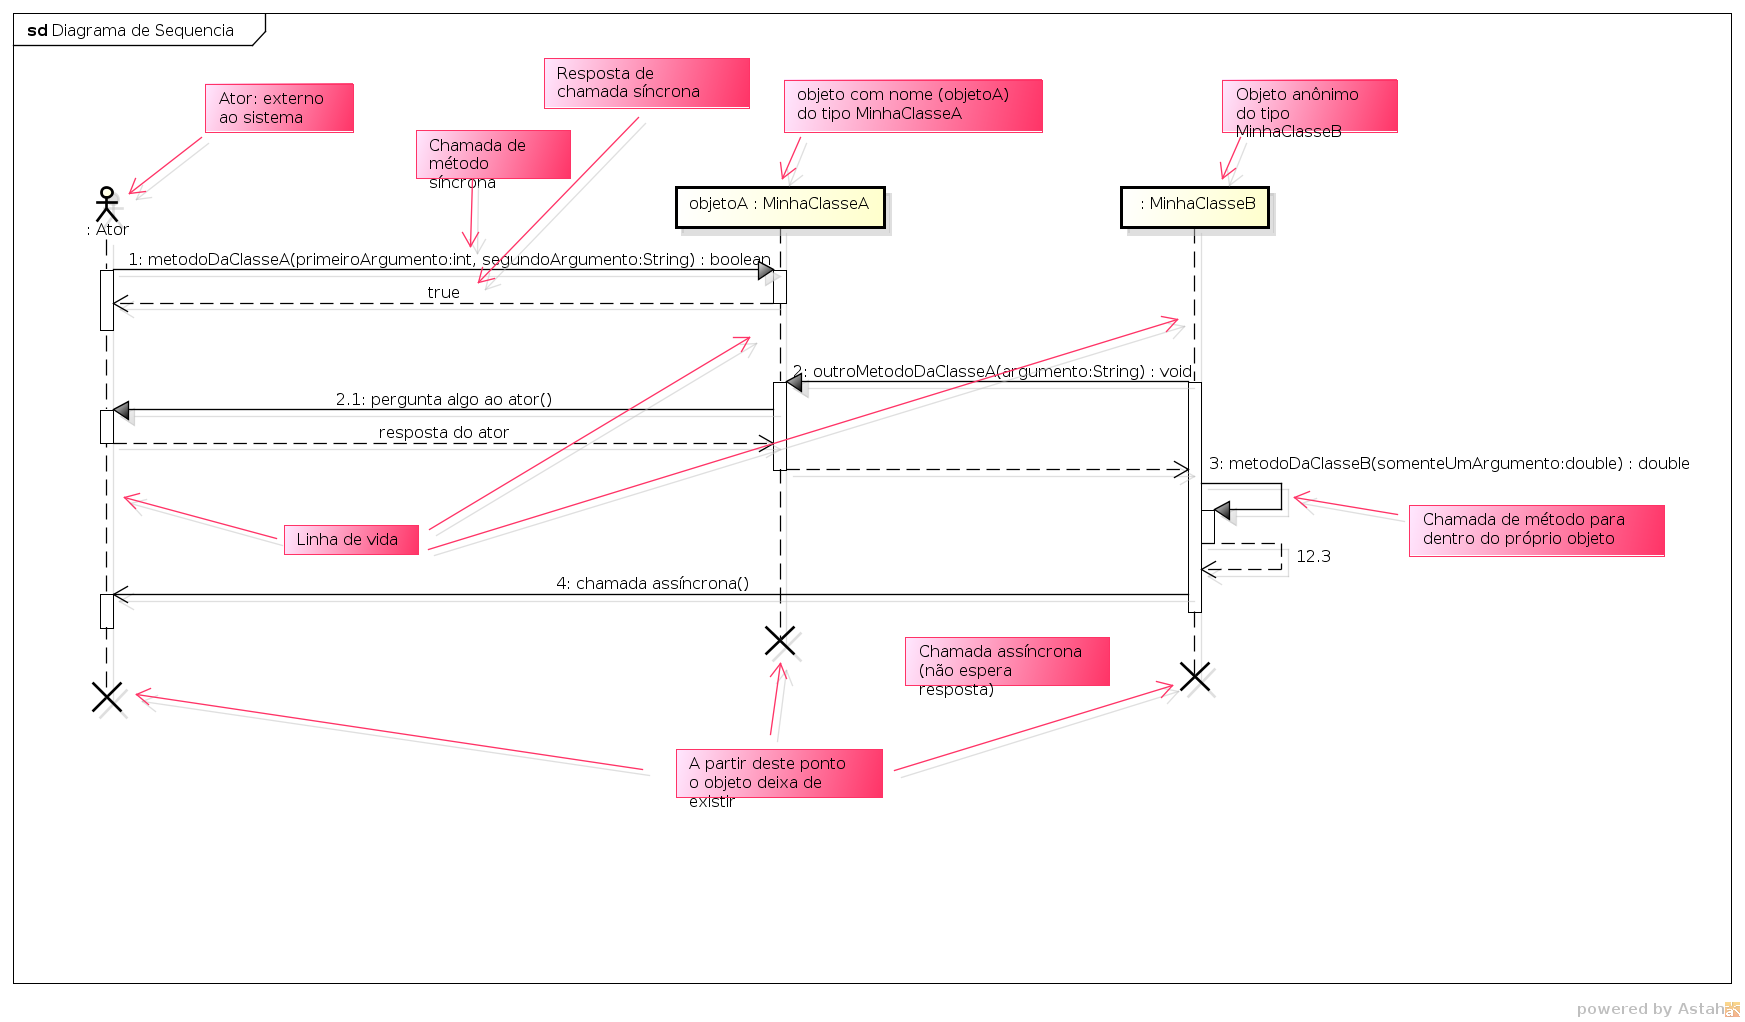 sd Diagrama de Sequencia
Ator: externo
ao sistema
Resposta de
chamada síncrona
objeto com nome (objetoA)
do tipo MinhaClasseA
Objeto anônimo
do tipo
MinhaClasseB
Chamada de
método
síncrona
objetoA : MinhaClasseA
: MinhaClasseB
: Ator
1: metodoDaClasseA(primeiroArgumento:int, segundoArgumento:String) : boolean
true
2: outroMetodoDaClasseA(argumento:String) : void
2.1: pergunta algo ao ator()
resposta do ator
3: metodoDaClasseB(somenteUmArgumento:double) : double
Chamada de método para
dentro do próprio objeto
Linha de vida
12.3
4: chamada assíncrona()
Chamada assíncrona
(não espera
resposta)
A partir deste ponto
o objeto deixa de
existir
powered by Astah